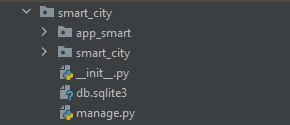 smart_city
app_smart
smart_city
__init__.py
db.sqlite3
manage.py